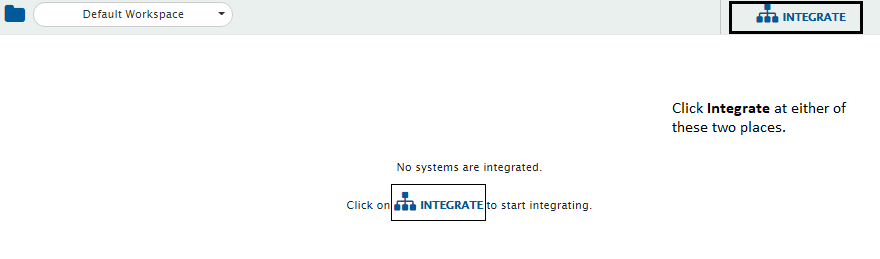 Default Workspace
INTEGRATE
Click Integrate at either of
these two places.
No systems are integrated.
Click on INTEGRATE to start integrating.